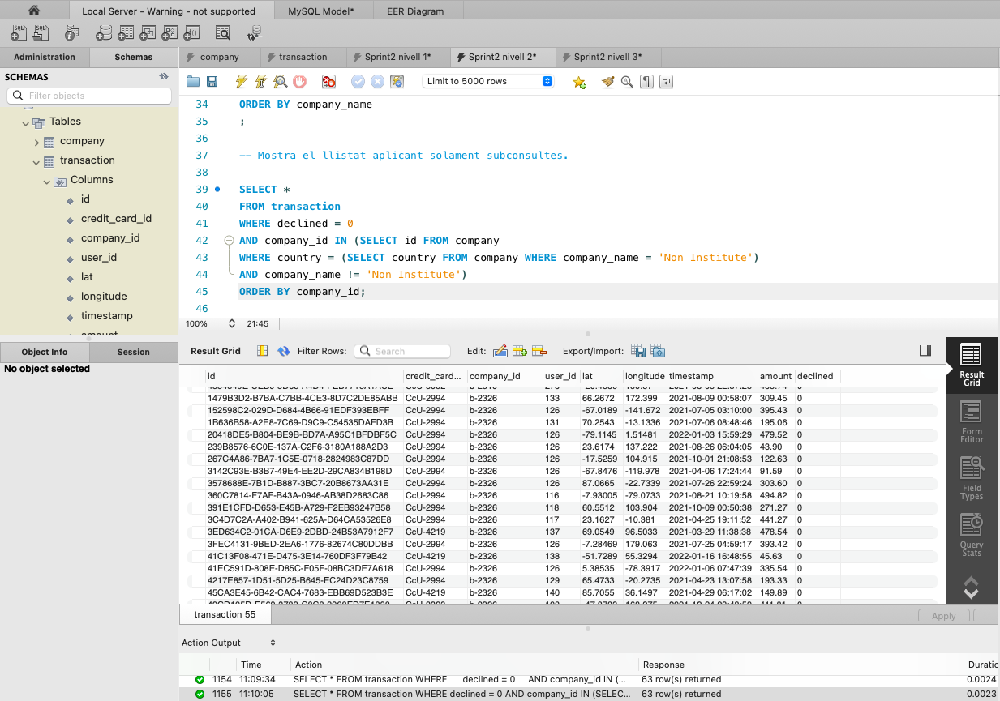 Local Server - Warning - not supported
MySQL Model*
EER Diagram
Administration
Schemas
company
transaction
Sprint2 nivell 1*
Sprint2 nivell 2*
Sprint2 nivell 3*
SCHEMAS
Filter objects
Tables
company
transaction
Columns
id
credit_card_id
company_id
user_id
lat
longitude
timestamp
amount
Limit to 5000 rows
34 ORDER BY company_name
35 ;
36
37 -- Mostra el llistat aplicant solament subconsultes.
38
39 SELECT *
40 FROM transaction
41 WHERE declined = 0
42 AND company_id IN (SELECT id FROM company
43 WHERE country = (SELECT country FROM company WHERE company_name = 'Non Institute')
44 AND company_name != 'Non Institute')
45 ORDER BY company_id;
46
100% 21:45
Object Info
Session
No object selected
Result Grid
Filter Rows:
Search
Edit:
Export/Import:
id credit_card... company_id user_id lat longitude timestamp amount declined
1479B3D2-B7BA-C7BB-4CE3-8D7C2DE85ABB CcU-2994 b-2326 133 66.2672 172.399 2021-08-09 00:58:07 309.45 0
152598C2-029D-D684-4B66-91EDF393EBFF CcU-2994 b-2326 126 -67.0189 -141.672 2021-07-05 03:10:00 395.43 0
1B636B58-A2E8-7C69-D9C9-C54535DAFD3B CcU-2994 b-2326 131 70.2543 -13.1336 2021-07-06 08:48:46 195.06 0
20418DE5-B804-BE9B-BD7A-A95C1BFDBF5C CcU-2994 b-2326 126 -79.1145 1.51481 2022-01-03 15:59:29 479.52 0
239B8576-6C0E-137A-C2F6-3180A188A2D3 CcU-2994 b-2326 126 23.6174 137.222 2021-08-26 06:04:05 43.90 0
267C4A86-7BA7-1C5E-0718-2824983C87DD CcU-2994 b-2326 126 -17.5259 104.915 2021-10-01 21:08:53 122.63 0
3142C93E-B3B7-49E4-EE2D-29CA834B198D CcU-2994 b-2326 126 -67.8476 -119.978 2021-04-06 17:24:44 91.59 0
3578688E-7B1D-B887-3BC7-20B8673AA31E CcU-2994 b-2326 126 87.0665 -22.7339 2021-07-26 22:59:24 303.60 0
360C7814-F7AF-B43A-0946-AB38D2683C86 CcU-2994 b-2326 116 -7.93005 -79.0733 2021-08-21 10:19:58 494.82 0
391E1CFD-D653-E45B-A729-F2EB93247B58 CcU-2994 b-2326 118 60.5512 103.904 2021-10-09 00:50:38 271.27 0
3C4D7C2A-A402-B941-625A-D64CA53526E8 CcU-2994 b-2326 117 23.1627 -10.381 2021-04-25 19:11:52 441.27 0
3ED634C2-01CA-D6E9-2DBD-24B53A7912F7 CcU-4219 b-2326 137 69.0549 96.5033 2021-03-29 11:38:38 478.54 0
3FEC4131-9BED-2EA6-1776-82674C80DDBB CcU-2994 b-2326 126 -7.28469 179.063 2021-07-25 04:59:17 393.42 0
41C13F08-471E-D475-3E14-760DF3F79B42 CcU-4219 b-2326 138 -51.7289 55.3294 2022-01-16 16:48:55 45.63 0
41EC591D-808E-D85C-F05F-08BC3DE7A618 CcU-2994 b-2326 126 5.38535 -78.3917 2022-01-06 07:47:39 335.54 0
4217E857-1D51-5D25-B645-EC24D23C8759 CcU-2994 b-2326 129 65.4733 -20.2735 2021-04-23 13:07:58 193.33 0
45CA3E45-6B42-CAC4-7683-EBB69D523B3E CcU-4219 b-2326 140 85.7055 36.1497 2021-04-29 06:17:02 149.89 0
Result Grid
Form Editor
Field Types
Query Stats
transaction 55
Apply
Action Output
Time Action Response
1154 11:09:34 SELECT * FROM transaction WHERE declined = 0 AND company_id IN (... 63 row(s) returned 0.0024
1155 11:10:05 SELECT * FROM transaction WHERE declined = 0 AND company_id IN (SELEC... 63 row(s) returned 0.0023